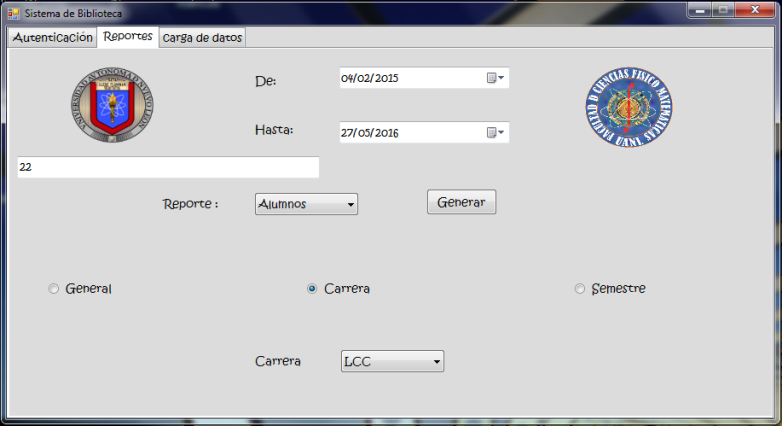 Sistema de Biblioteca
Autenticación Reportes Carga de datos
UNIVERSIDAD AUTONOMA DE NUEVO LEON
De: 04/02/2015
FACULTAD D CIENCIAS FISICO MATEMATICAS UANL
Hasta: 27/05/2016
22
Reporte : Alumnos Generar
General Carrera Semestre
Carrera LCC